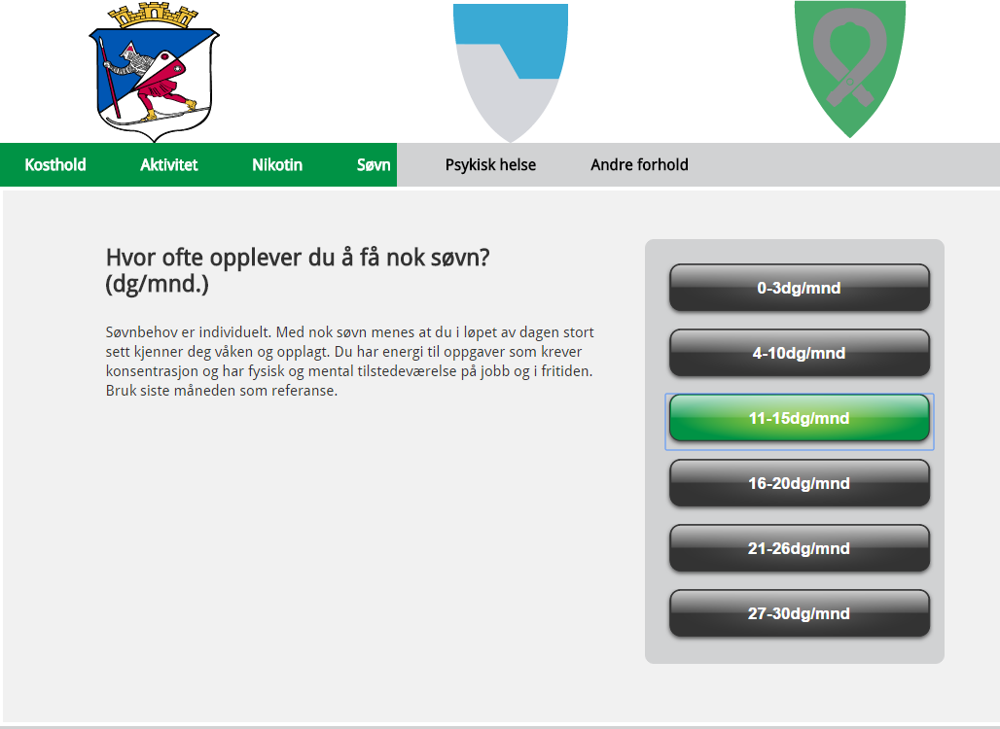 Kosthold Aktivitet Nikotin Søvn Psykisk helse Andre forhold
Hvor ofte opplever du å få nok søvn?
(dg/mnd.)
Søvnbehov er individuelt. Med nok søvn menes at du i løpet av dagen stort
sett kjenner deg våken og opplagt. Du har energi til oppgaver som krever
konsentrasjon og har fysisk og mental tilstedeværelse på jobb og i fritiden.
Bruk siste måneden som referanse.
0-3dg/mnd
4-10dg/mnd
11-15dg/mnd
16-20dg/mnd
21-26dg/mnd
27-30dg/mnd